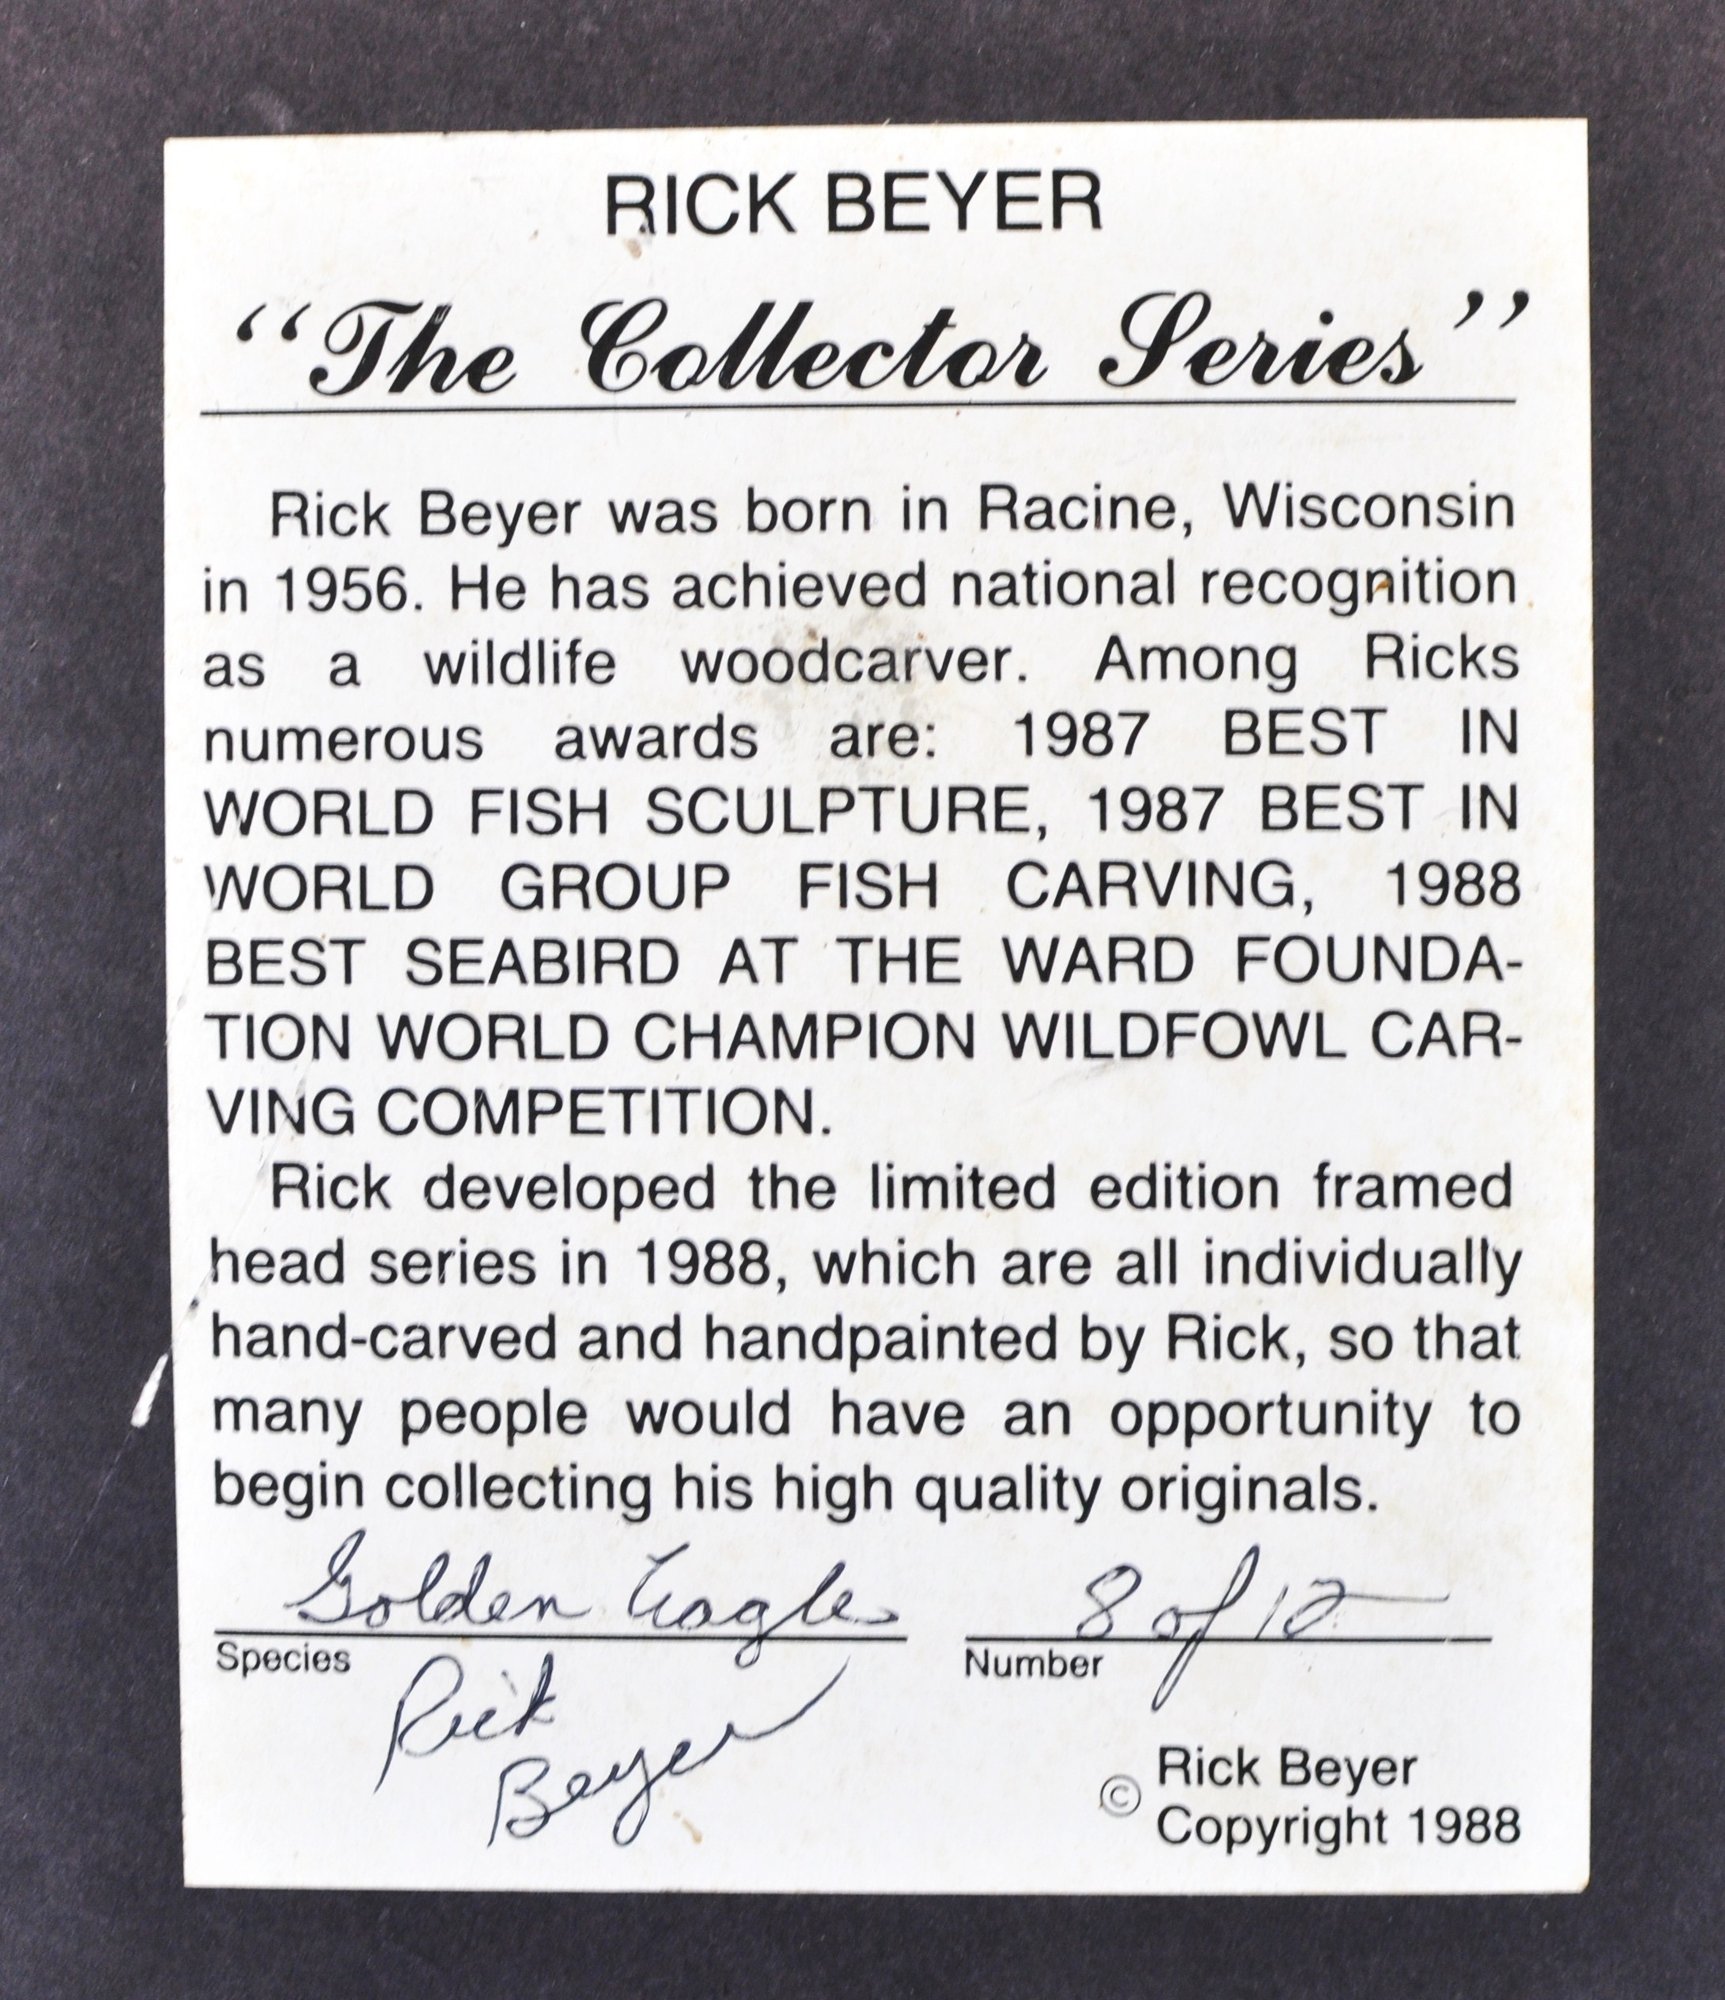 RICK BEYER
“The Collector Series”
Rick Beyer was born in Racine, Wisconsin
in 1956. He has achieved national recognition
as a wildlife woodcarver. Among Ricks
numerous awards are: 1987 BEST IN
WORLD FISH SCULPTURE, 1987 BEST IN
WORLD GROUP FISH CARVING, 1988
BEST SEABIRD AT THE WARD FOUNDA-
TION WORLD CHAMPION WILDFOWL CAR-
VING COMPETITION.
Rick developed the limited edition framed
head series in 1988, which are all individually
hand-carved and handpainted by Rick, so that
many people would have an opportunity to
begin collecting his high quality originals.
Golden Eagle 8 of 12
Species Number
Rick
Beyer
© Rick Beyer
Copyright 1988